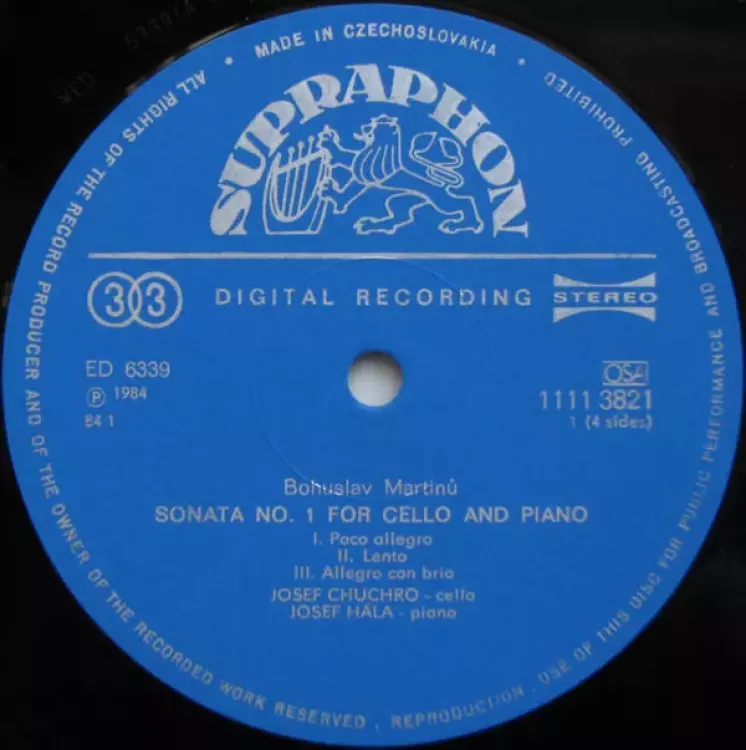 MADE IN CZECHOSLOVAKIA
ALL RIGHTS OF THE RECORD PRODUCER AND OF THE OWNER OF THE RECORDED WORK RESERVED . REPRODUCTION . USE OF THIS DISC FOR PUBLIC PERFORMANCE AND BROADCASTING PROHIBITED
SUPRAPHON
33
DIGITAL RECORDING
STEREO
ED 6339
Ⓟ 1984
84 1
OSA
1111 3821
1 (4 sides)
Bohuslav Martinů
SONATA NO. 1 FOR CELLO AND PIANO
I. Poco allegro
II. Lento
III. Allegro con brio
JOSEF CHUCHRO - cello
JOSEF HÁLA - piano